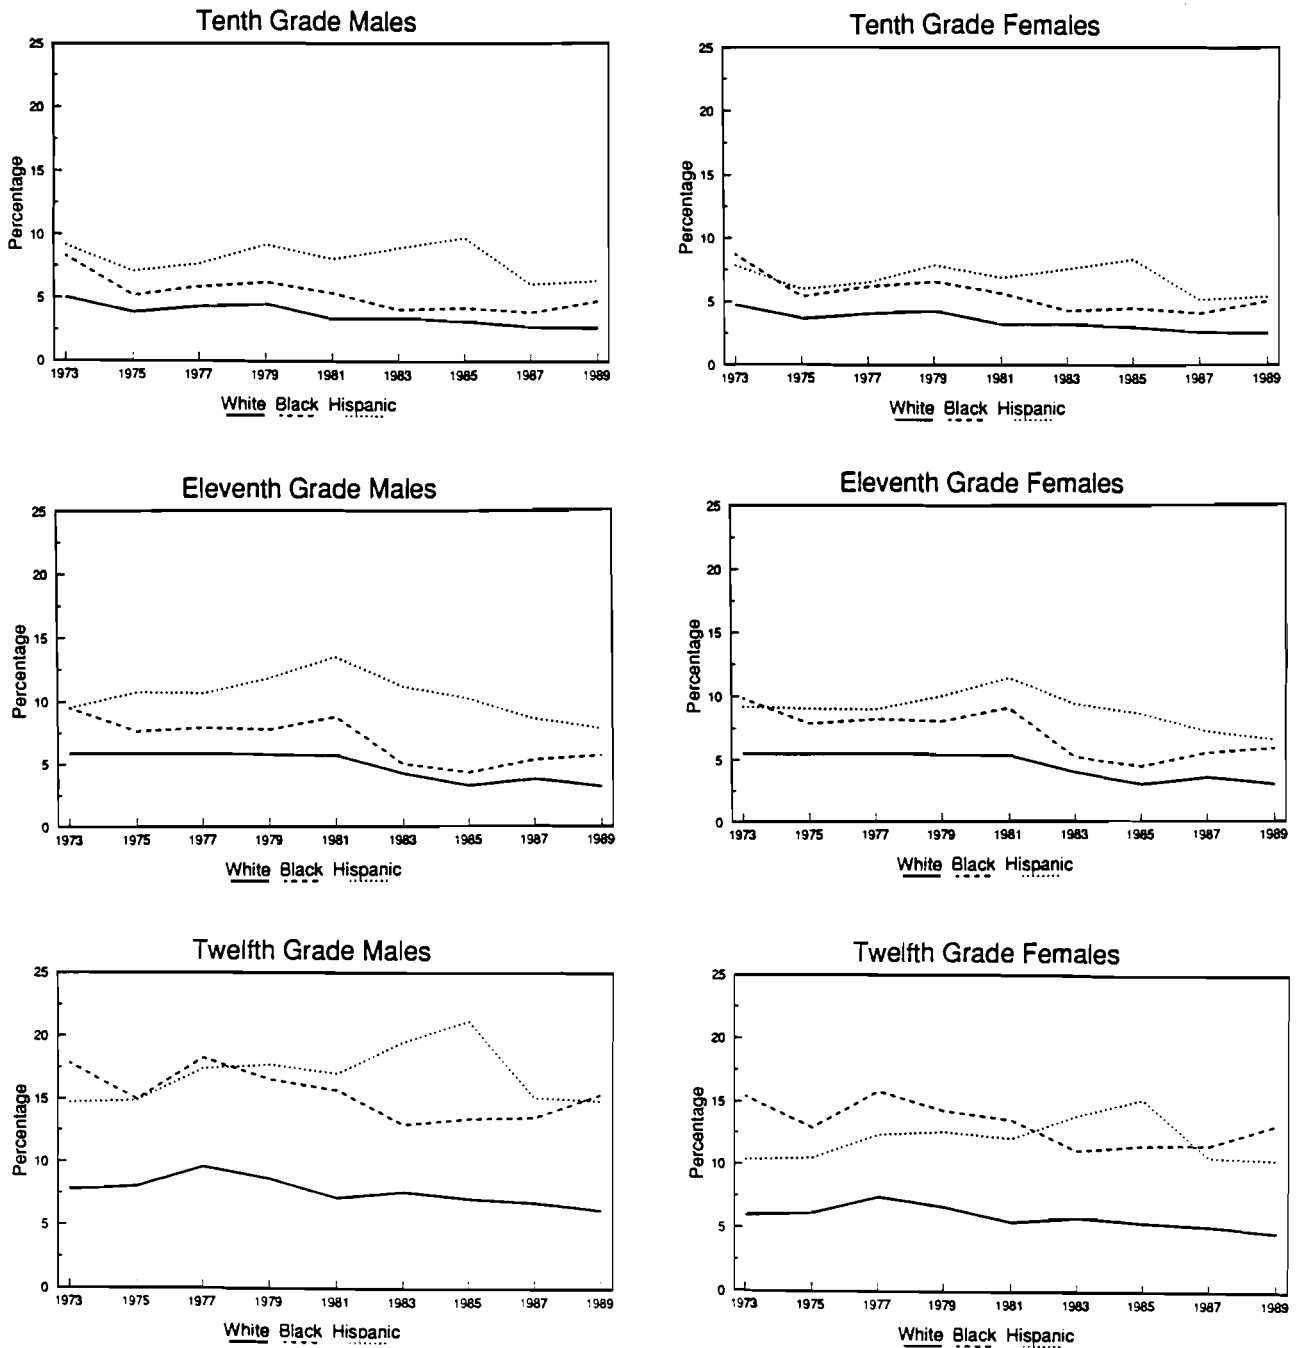 Tenth Grade Males
25
20
15
10
5
0
Percentage
1973 1975 1977 1979 1981 1983 1985 1987 1989
White Black Hispanic
Tenth Grade Females
25
20
15
10
5
0
Percentage
1973 1975 1977 1979 1981 1983 1985 1987 1989
White Black Hispanic
Eleventh Grade Males
25
20
15
10
5
0
Percentage
1973 1975 1977 1979 1981 1983 1985 1987 1989
White Black Hispanic
Eleventh Grade Females
25
20
15
10
5
0
Percentage
1973 1975 1977 1979 1981 1983 1985 1987 1989
White Black Hispanic
Twelfth Grade Males
25
20
15
10
5
0
Percentage
1973 1975 1977 1979 1981 1983 1985 1987 1989
White Black Hispanic
Twelfth Grade Females
25
20
15
10
5
0
Percentage
1973 1975 1977 1979 1981 1983 1985 1987 1989
White Black Hispanic